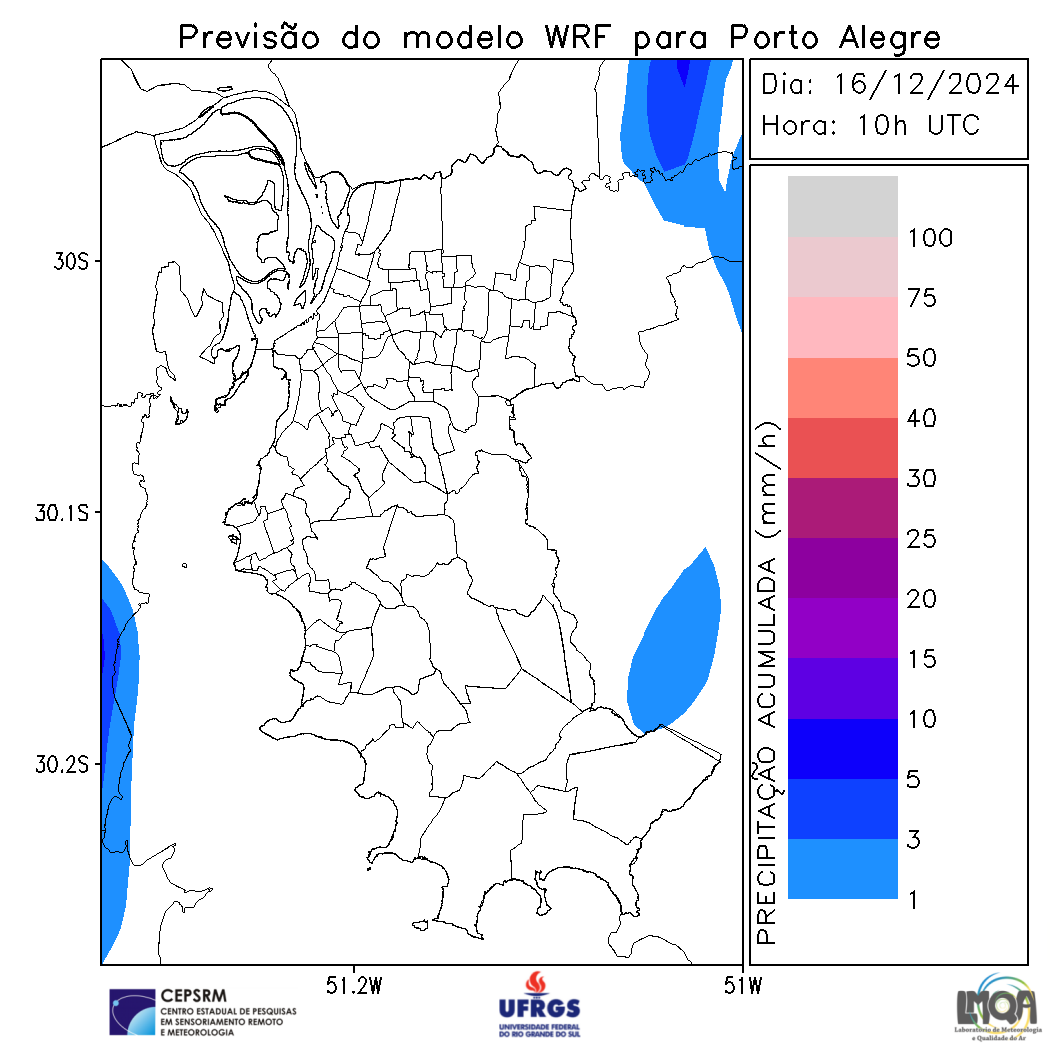 Previsão do modelo WRF para Porto Alegre
Dia: 16/12/2024
Hora: 10h UTC
30S
30.1S
30.2S
51.2W
51W
PRECIPITAÇÃO ACUMULADA (mm/h)
100
75
50
40
30
25
20
15
10
5
3
1
CEPSRM
CENTRO ESTADUAL DE PESQUISAS
EM SENSORIAMENTO REMOTO
E METEOROLOGIA
UFRGS
UNIVERSIDADE FEDERAL
DO RIO GRANDE DO SUL
LMQA
Laboratório de Meteorologia
e Qualidade do Ar